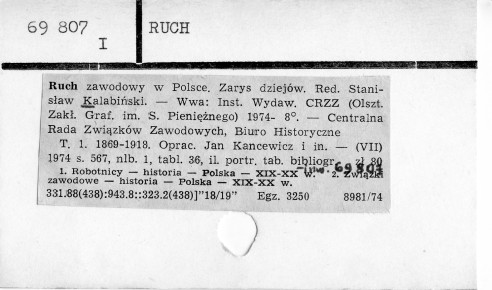 69 807
I
RUCH
Ruch zawodowy w Polsce. Zarys dziejów. Red. Stani-
sław Kalabiński. — Wwa: Inst. Wydaw. CRZZ (Olszt.
Zakł. Graf. im. S. Pieniężnego) 1974- 8°. — Centralna
Rada Związków Zawodowych, Biuro Historyczne
T. 1. 1869-1918. Oprac. Jan Kancewicz i in. — (VII)
1974 s. 567, nlb. 1, tabl. 36, il. portr. tab. bibliogr. zł 80
69 807
1. Robotnicy — historia — Polska — XIX-XX w. 2. Związki
zawodowe — historia — Polska — XIX-XX w.
331.88(438):943.8::323.2(438)]"18/19" Egz. 3250 8981/74